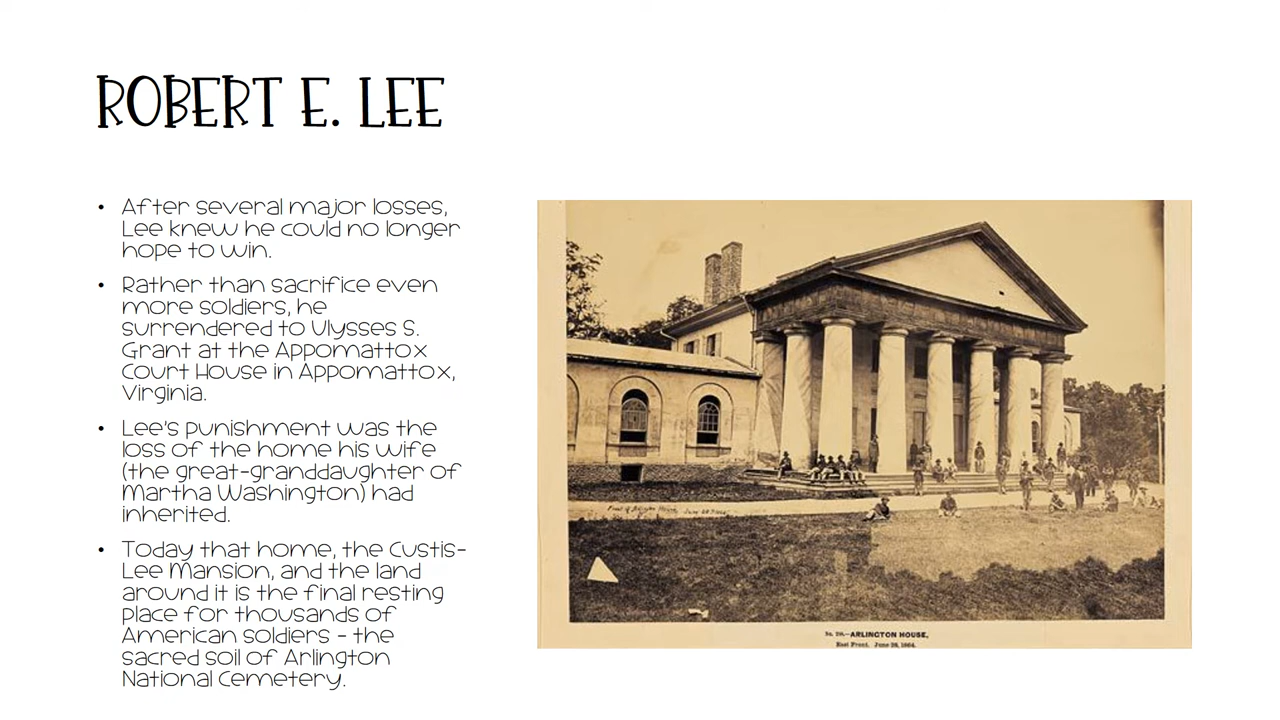 ROBERT E. LEE
• After several major losses,
Lee knew he could no longer
hope to win.
• Rather than sacrifice even
more soldiers, he
surrendered to Ulysses S.
Grant at the Appomattox
Court House in Appomattox,
Virginia.
• Lee's punishment was the
loss of the home his wife
(the great-granddaughter of
Martha Washington) had
inherited.
• Today that home, the Custis-
Lee Mansion, and the land
around it is the final resting
place for thousands of
American soldiers - the
sacred soil of Arlington
National Cemetery.
Front of Arlington House,
ARLINGTON HOUSE,
East Front. June 28, 1864.